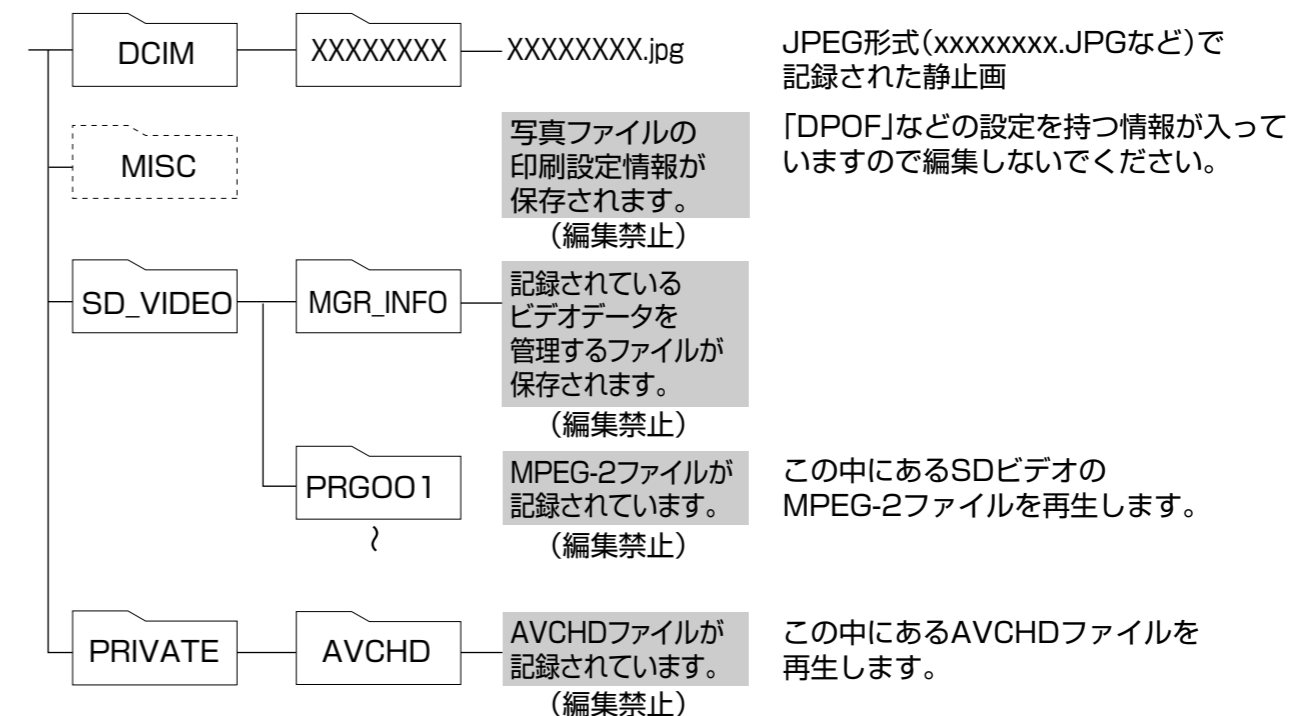 DCIM
XXXXXXXX
XXXXXXXX.jpg
JPEG形式(xxxxxxxx.JPGなど)で
記録された静止画
MISC
写真ファイルの
印刷設定情報が
保存されます。
(編集禁止)
「DPOF」などの設定を持つ情報が入って
いますので編集しないでください。
SD_VIDEO
MGR_INFO
記録されている
ビデオデータを
管理するファイルが
保存されます。
(編集禁止)
PRG001
~
MPEG-2ファイルが
記録されています。
(編集禁止)
この中にあるSDビデオの
MPEG-2ファイルを再生します。
PRIVATE
AVCHD
AVCHDファイルが
記録されています。
(編集禁止)
この中にあるAVCHDファイルを
再生します。